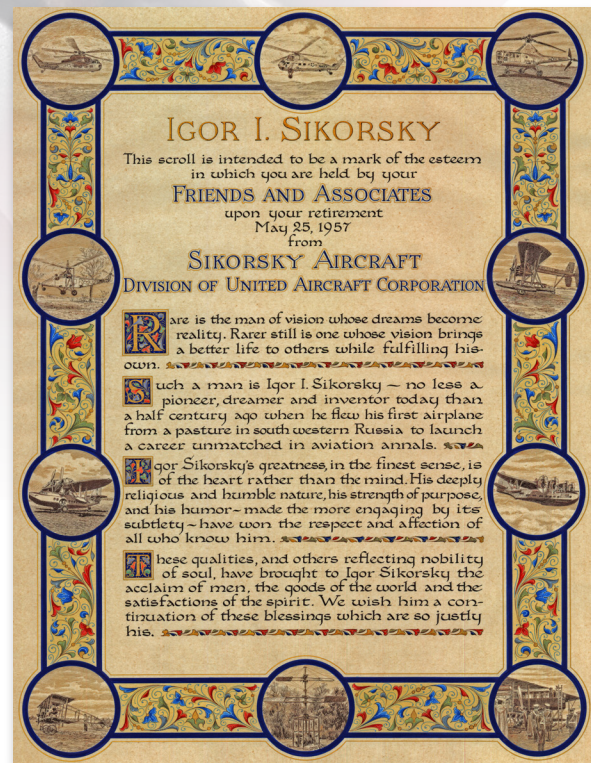 IGOR I. SIKORSKY
This scroll is intended to be a mark of the esteem
in which you are held by your
FRIENDS AND ASSOCIATES
upon your retirement
May 25, 1957
from
SIKORSKY AIRCRAFT
DIVISION OF UNITED AIRCRAFT CORPORATION
Rare is the man of vision whose dreams become
reality. Rarer still is one whose vision brings
a better life to others while fulfilling his
own.
Such a man is Igor I. Sikorsky ~ no less a
pioneer, dreamer and inventor today than
a half century ago when he flew his first airplane
from a pasture in south western Russia to launch
a career unmatched in aviation annals.
Igor Sikorsky's greatness, in the finest sense, is
of the heart rather than the mind. His deeply
religious and humble nature, his strength of purpose,
and his humor ~ made the more engaging by its
subtlety ~ have won the respect and affection of
all who know him.
These qualities, and others reflecting nobility
of soul, have brought to Igor Sikorsky the
acclaim of men, the goods of the world and the
satisfactions of the spirit. We wish him a con-
tinuation of these blessings which are so justly
his.